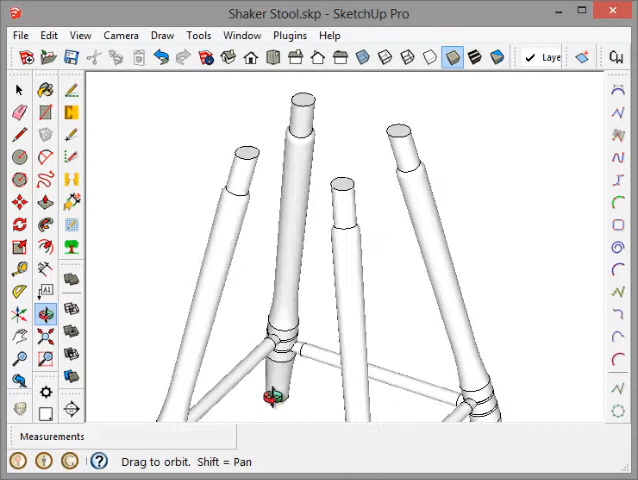 Shaker Stool.skp - SketchUp Pro
File Edit View Camera Draw Tools Window Plugins Help
Laye
A1
Measurements
Drag to orbit. Shift = Pan